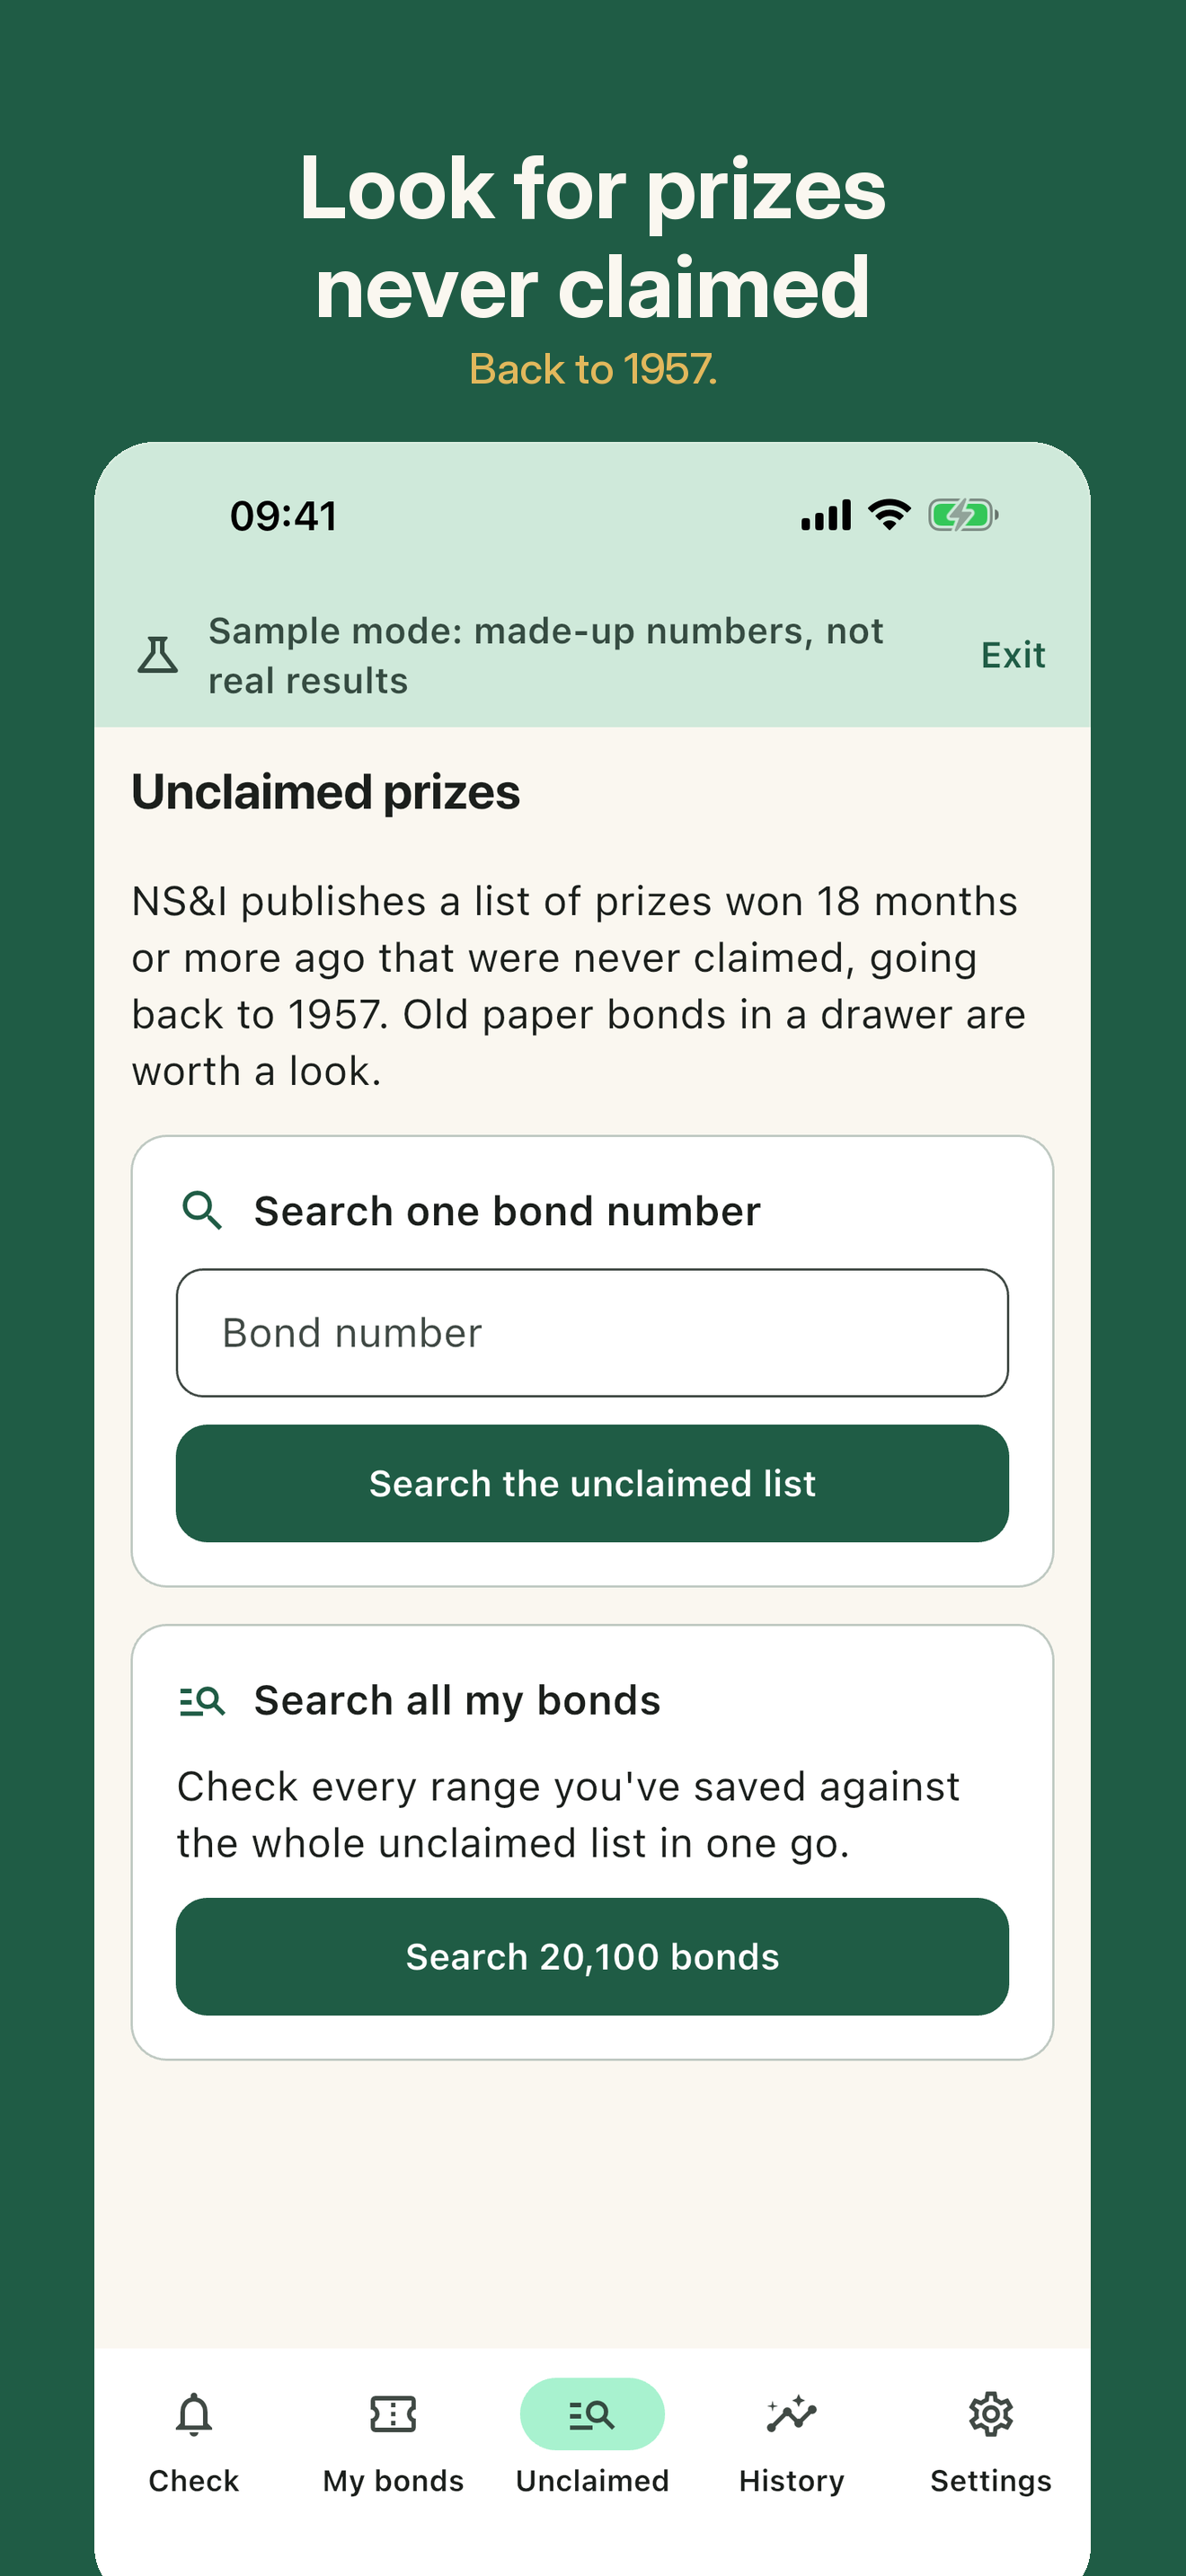 Look for prizes
never claimed
Back to 1957.
09:41
Sample mode: made-up numbers, not
real results
Exit
Unclaimed prizes
NS&I publishes a list of prizes won 18 months
or more ago that were never claimed, going
back to 1957. Old paper bonds in a drawer are
worth a look.
Search one bond number
Bond number
Search the unclaimed list
Search all my bonds
Check every range you've saved against
the whole unclaimed list in one go.
Search 20,100 bonds
Check
My bonds
Unclaimed
History
Settings